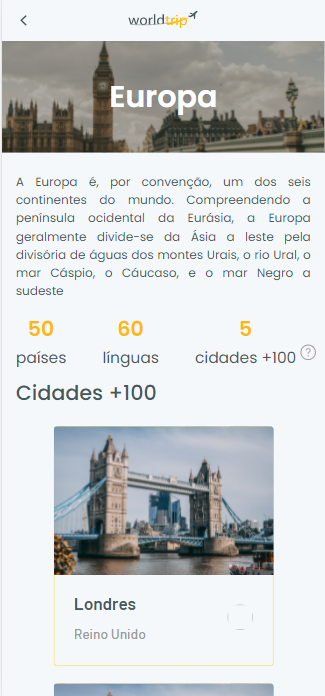 worldtrip
Europa
A Europa é, por convenção, um dos seis
continentes do mundo. Compreendendo a
península ocidental da Eurásia, a Europa
geralmente divide-se da Ásia a leste pela
divisória de águas dos montes Urais, o rio Ural, o
mar Cáspio, o Cáucaso, e o mar Negro a
sudeste
50 60 5
países línguas cidades +100 ?
Cidades +100
Londres
Reino Unido